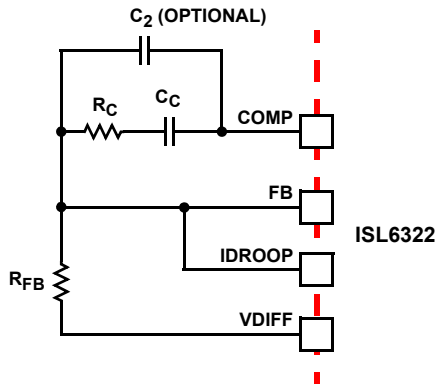 C2 (OPTIONAL)
RC
CC
COMP
FB
ISL6322
IDROOP
RFB
VDIFF